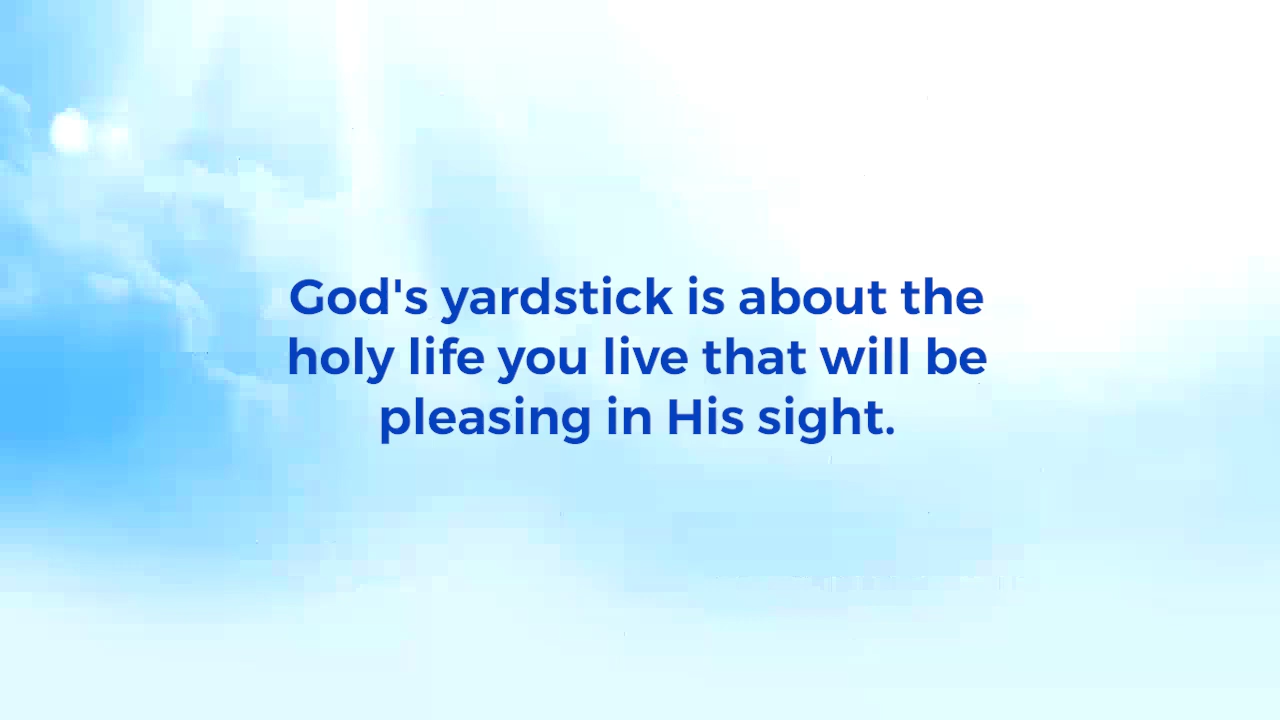 God's yardstick is about the
holy life you live that will be
pleasing in His sight.